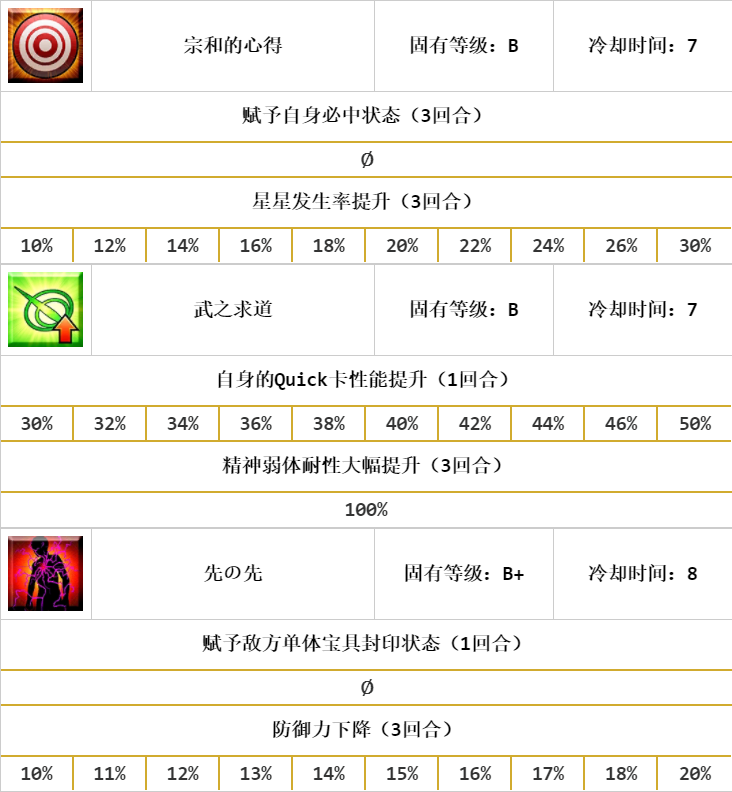 宗和的心得 固有等级：B 冷却时间：7
赋予自身必中状态（3回合）
Ø
星星发生率提升（3回合）
10% 12% 14% 16% 18% 20% 22% 24% 26% 30%
武之求道 固有等级：B 冷却时间：7
自身的Quick卡性能提升（1回合）
30% 32% 34% 36% 38% 40% 42% 44% 46% 50%
精神弱体耐性大幅提升（3回合）
100%
先の先 固有等级：B+ 冷却时间：8
赋予敌方单体宝具封印状态（1回合）
Ø
防御力下降（3回合）
10% 11% 12% 13% 14% 15% 16% 17% 18% 20%